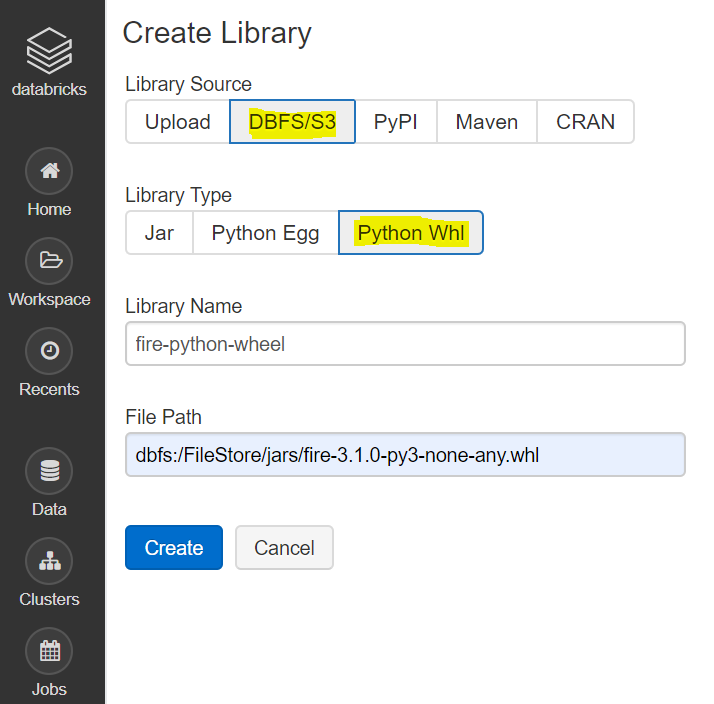 databricks
Home
Workspace
Recents
Data
Clusters
Jobs
Create Library
Library Source
Upload DBFS/S3 PyPI Maven CRAN
Library Type
Jar Python Egg Python Whl
Library Name
fire-python-wheel
File Path
dbfs:/FileStore/jars/fire-3.1.0-py3-none-any.whl
Create Cancel